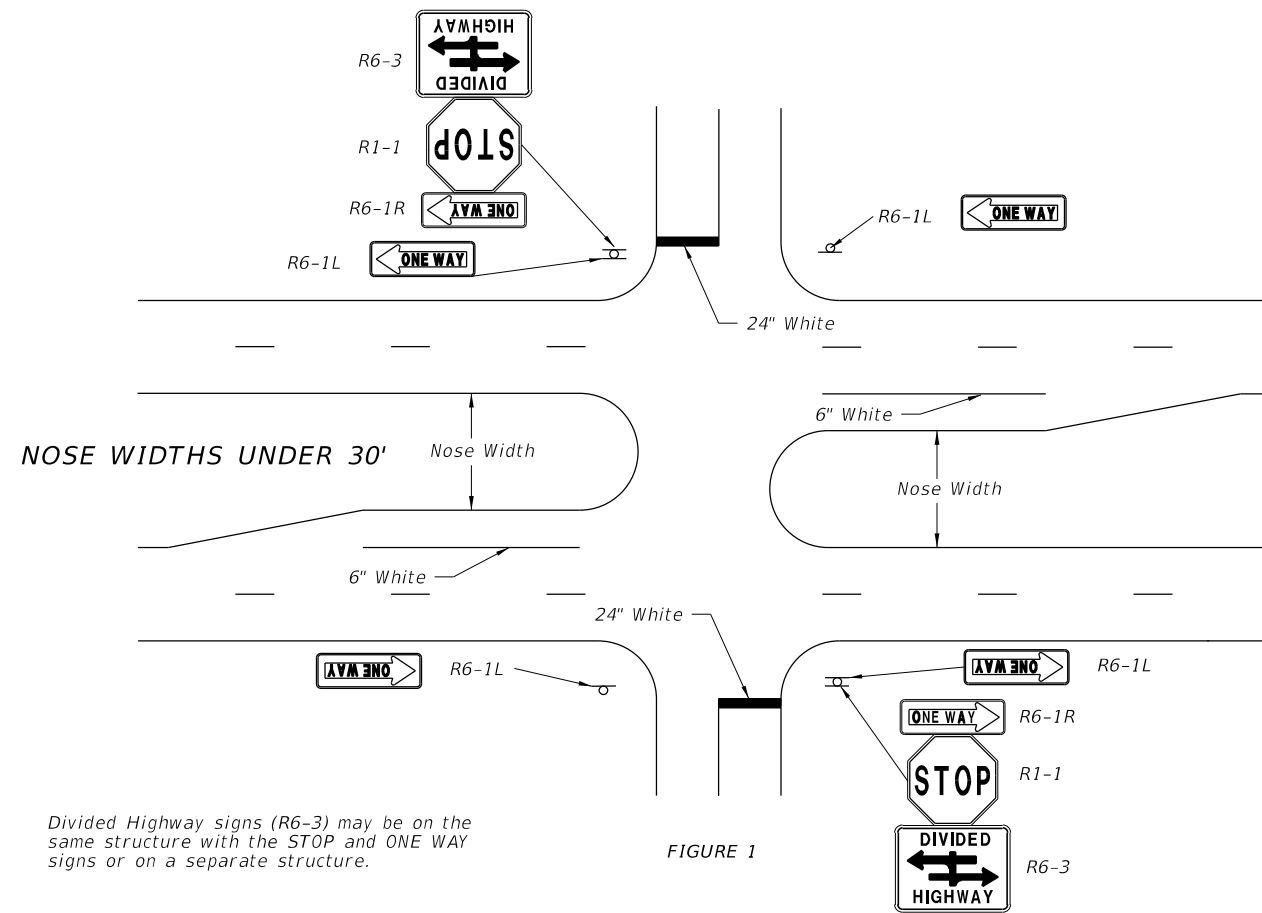 HIGHWAY
DIVIDED
R6-3
STOP
R1-1
ONE WAY
R6-1R
ONE WAY
R6-1L
R6-1L
ONE WAY
24" White
6" White
NOSE WIDTHS UNDER 30'
Nose Width
Nose Width
6" White
24" White
ONE WAY
R6-1L
ONE WAY
R6-1L
ONE WAY
R6-1R
STOP
R1-1
DIVIDED
HIGHWAY
R6-3
Divided Highway signs (R6-3) may be on the
same structure with the STOP and ONE WAY
signs or on a separate structure.
FIGURE 1